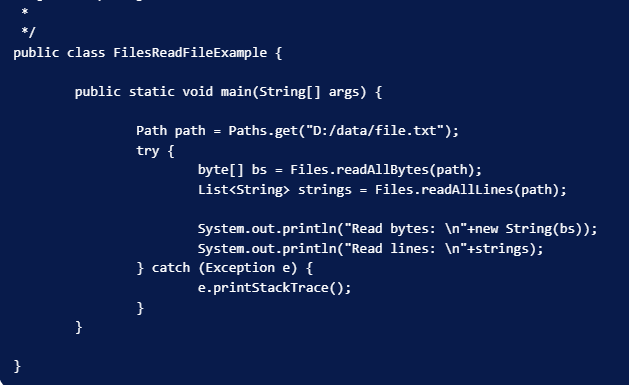 *
*/
public class FilesReadFileExample {
public static void main(String[] args) {
Path path = Paths.get("D:/data/file.txt");
try {
byte[] bs = Files.readAllBytes(path);
List<String> strings = Files.readAllLines(path);
System.out.println("Read bytes: \n"+new String(bs));
System.out.println("Read lines: \n"+strings);
} catch (Exception e) {
e.printStackTrace();
}
}
}